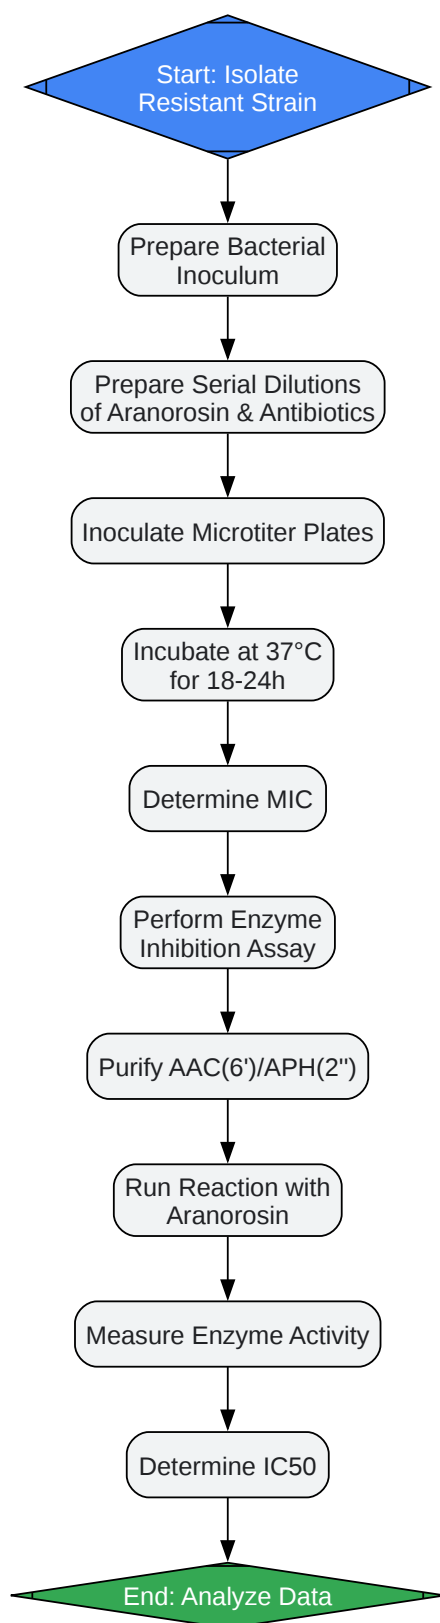 Start: Isolate
Resistant Strain
Prepare Bacterial
Inoculum
Prepare Serial Dilutions
of Aranorosin & Antibiotics
Inoculate Microtiter Plates
Incubate at 37°C
for 18-24h
Determine MIC
Perform Enzyme
Inhibition Assay
Purify AAC(6')/APH(2'')
Run Reaction with
Aranorosin
Measure Enzyme Activity
Determine IC50
End: Analyze Data